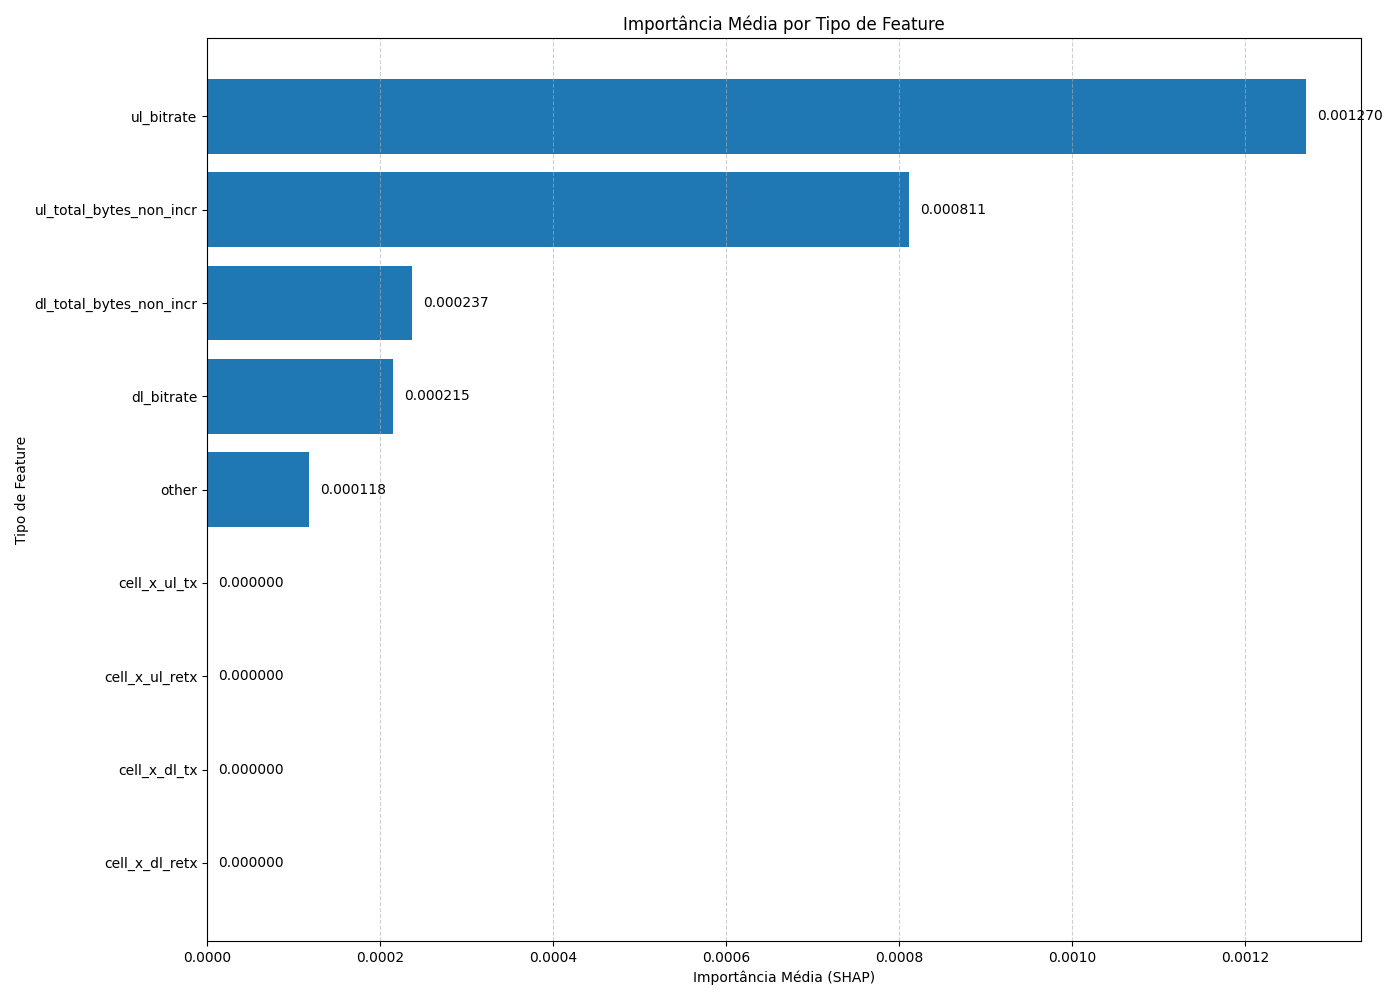 Importância Média por Tipo de Feature
Tipo de Feature
ul_bitrate
0.001270
ul_total_bytes_non_incr
0.000811
dl_total_bytes_non_incr
0.000237
dl_bitrate
0.000215
other
0.000118
cell_x_ul_tx
0.000000
cell_x_ul_retx
0.000000
cell_x_dl_tx
0.000000
cell_x_dl_retx
0.000000
0.0000 0.0002 0.0004 0.0006 0.0008 0.0010 0.0012
Importância Média (SHAP)